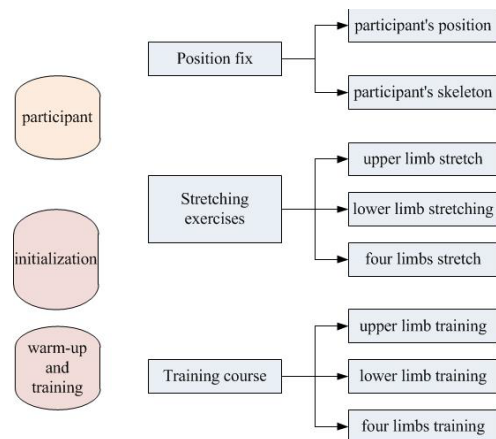 participant
initialization
warm-up
and
training
Position fix
Stretching
exercises
Training course
participant's position
participant's skeleton
upper limb stretch
lower limb stretching
four limbs stretch
upper limb training
lower limb training
four limbs training